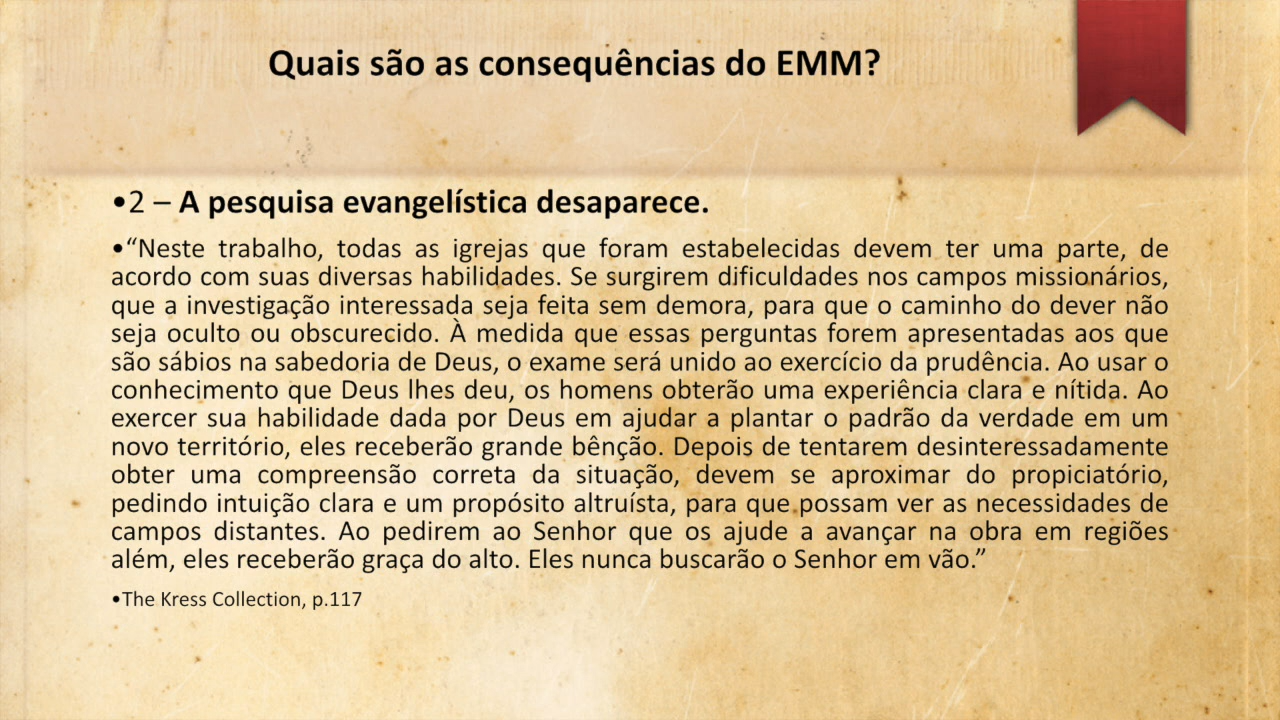 Quais são as consequências do EMM?
•2 – A pesquisa evangelística desaparece.
•“Neste trabalho, todas as igrejas que foram estabelecidas devem ter uma parte, de
acordo com suas diversas habilidades. Se surgirem dificuldades nos campos missionários,
que a investigação interessada seja feita sem demora, para que o caminho do dever não
seja oculto ou obscurecido. À medida que essas perguntas forem apresentadas aos que
são sábios na sabedoria de Deus, o exame será unido ao exercício da prudência. Ao usar o
conhecimento que Deus lhes deu, os homens obterão uma experiência clara e nítida. Ao
exercer sua habilidade dada por Deus em ajudar a plantar o padrão da verdade em um
novo território, eles receberão grande bênção. Depois de tentarem desinteressadamente
obter uma compreensão correta da situação, devem se aproximar do propiciatório,
pedindo intuição clara e um propósito altruísta, para que possam ver as necessidades de
campos distantes. Ao pedirem ao Senhor que os ajude a avançar na obra em regiões
além, eles receberão graça do alto. Eles nunca buscarão o Senhor em vão.”
•The Kress Collection, p.117